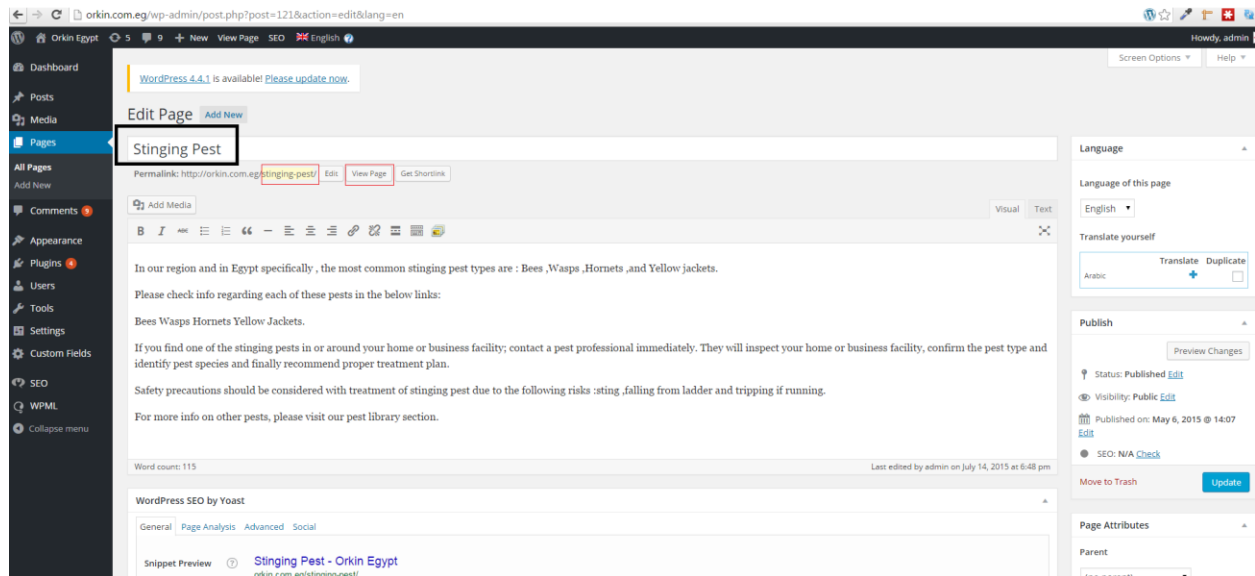 orkin.com.eg/wp-admin/post.php?post=121&action=edit&lang=en
Orkin Egypt 5 9 New View Page SEO English
Howdy, admin
Screen Options Help
Dashboard
Posts
Media
Pages
All Pages
Add New
Comments 9
Appearance
Plugins 4
Users
Tools
Settings
Custom Fields
SEO
WPML
Collapse menu
WordPress 4.4.1 is available! Please update now.
Edit Page Add New
Stinging Pest
Permalink: http://orkin.com.eg/stinging-pest/ Edit View Page Get Shortlink
Add Media
Visual Text
B I ABC
In our region and in Egypt specifically , the most common stinging pest types are : Bees ,Wasps ,Hornets ,and Yellow jackets.
Please check info regarding each of these pests in the below links:
Bees Wasps Hornets Yellow Jackets.
If you find one of the stinging pests in or around your home or business facility; contact a pest professional immediately. They will inspect your home or business facility, confirm the pest type and
identify pest species and finally recommend proper treatment plan.
Safety precautions should be considered with treatment of stinging pest due to the following risks :sting ,falling from ladder and tripping if running.
For more info on other pests, please visit our pest library section.
Word count: 115
Last edited by admin on July 14, 2015 at 6:48 pm
WordPress SEO by Yoast
General Page Analysis Advanced Social
Snippet Preview ? Stinging Pest - Orkin Egypt
orkin.com.eg/stinging-pest/
Language
Language of this page
English
Translate yourself
Translate Duplicate
Arabic
Publish
Preview Changes
Status: Published Edit
Visibility: Public Edit
Published on: May 6, 2015 @ 14:07
Edit
SEO: N/A Check
Move to Trash Update
Page Attributes
Parent
(no parent)